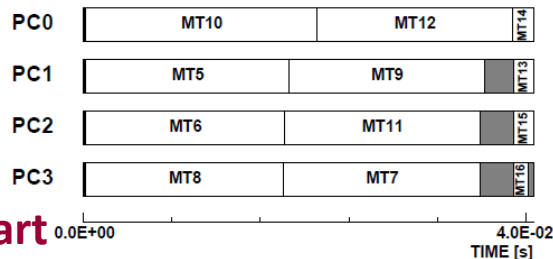 PC0 MT10 MT12 MT14
PC1 MT5 MT9 MT13
PC2 MT6 MT11 MT15
PC3 MT8 MT7 MT16
art 0.0E+00 4.0E-02
TIME [s]